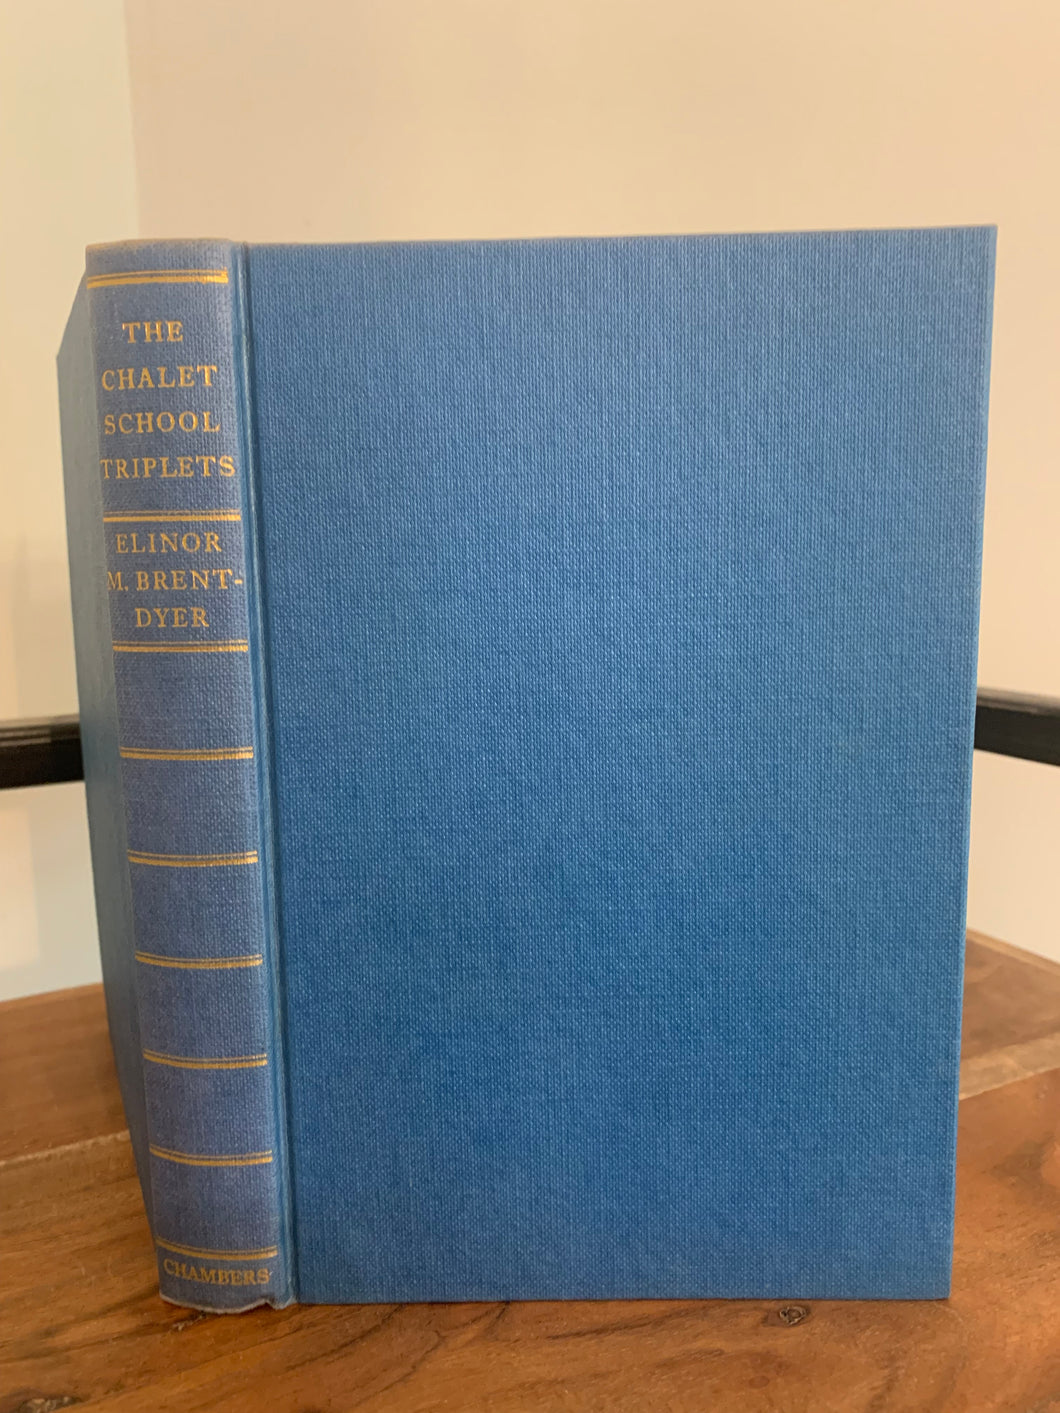 THE
CHALET
SCHOOL
TRIPLETS
ELINOR
M. BRENT-
DYER
CHAMBERS